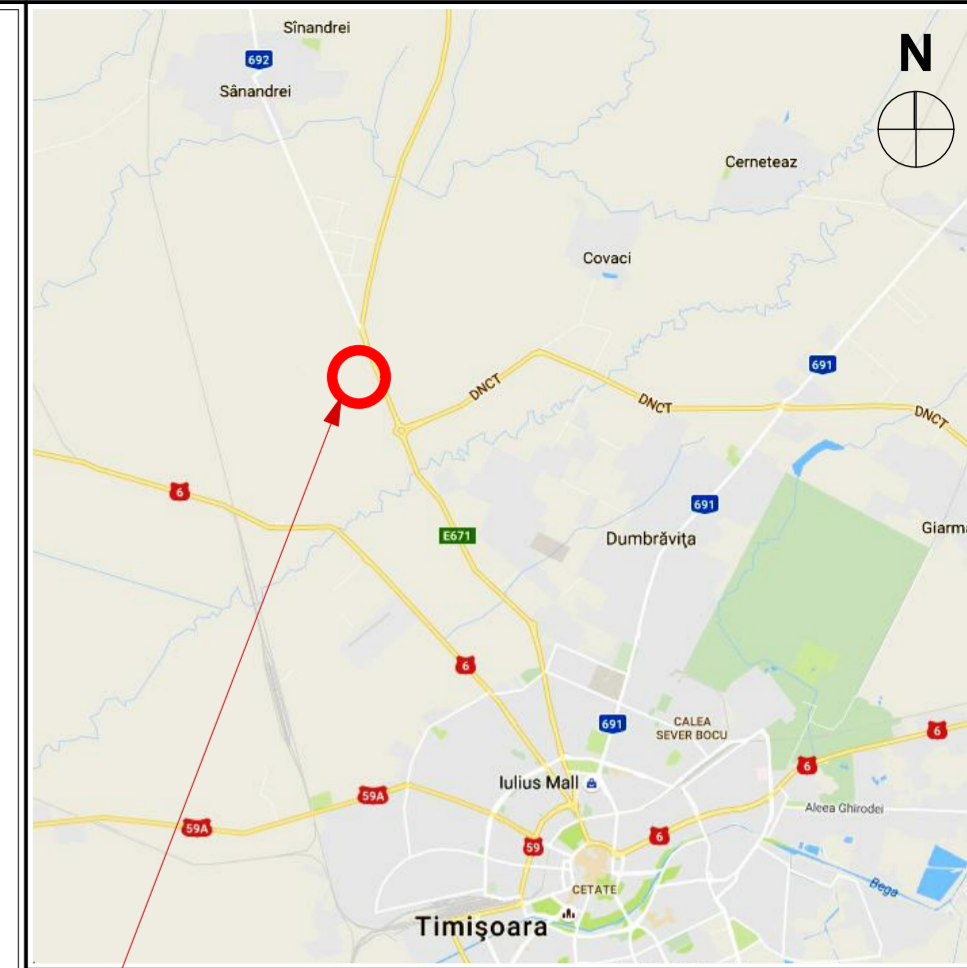 Sînandrei
692
N
Sânandrei
Cerneteaz
Covaci
691
DNCT
DNCT
DNCT
6
691
E671
Dumbrăviţa
Giarma
6
691
CALEA
SEVER BOCU
6
6
Iulius Mall
59A
Aleea Ghirodei
59A
6
59
CETATE
Bega
Timişoara